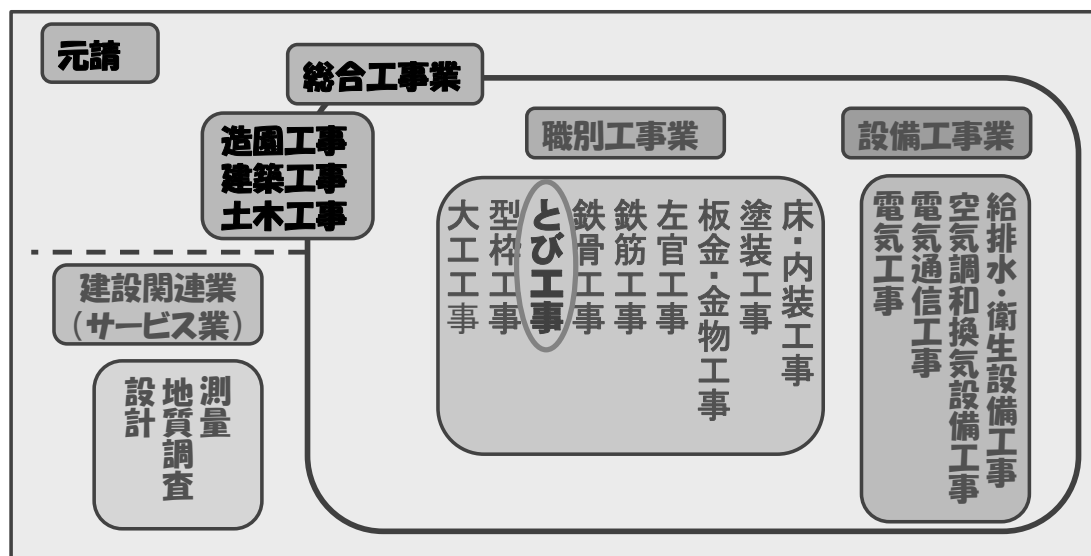 元請
総合工事業
造園工事
建築工事
土木工事
職別工事業
大工工事
型枠工事
とび工事
鉄骨工事
鉄筋工事
左官工事
板金・金物工事
塗装工事
床・内装工事
設備工事業
電気工事
電気通信工事
空気調和換気設備工事
給排水・衛生設備工事
建設関連業
（サービス業）
設計
地質調査
測量